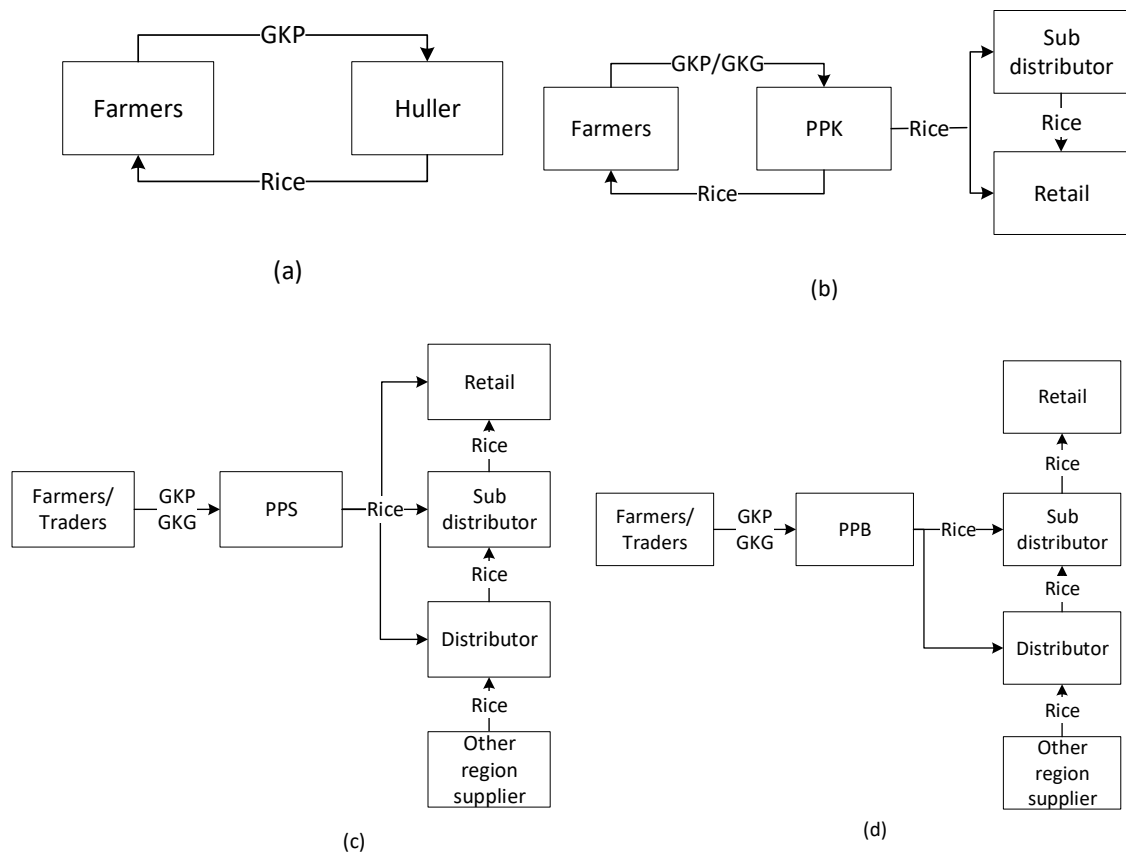 GKP
Farmers
Huller
Rice
(a)
GKP/GKG
Farmers
PPK
Rice
Rice
Sub
distributor
Rice
Retail
(b)
Retail
Rice
Farmers/
Traders
GKP
GKG
PPS
Rice
Sub
distributor
Rice
Distributor
Rice
Other
region
supplier
(c)
Retail
Rice
Farmers/
Traders
GKP
GKG
PPB
Rice
Sub
distributor
Rice
Distributor
Rice
Other
region
supplier
(d)